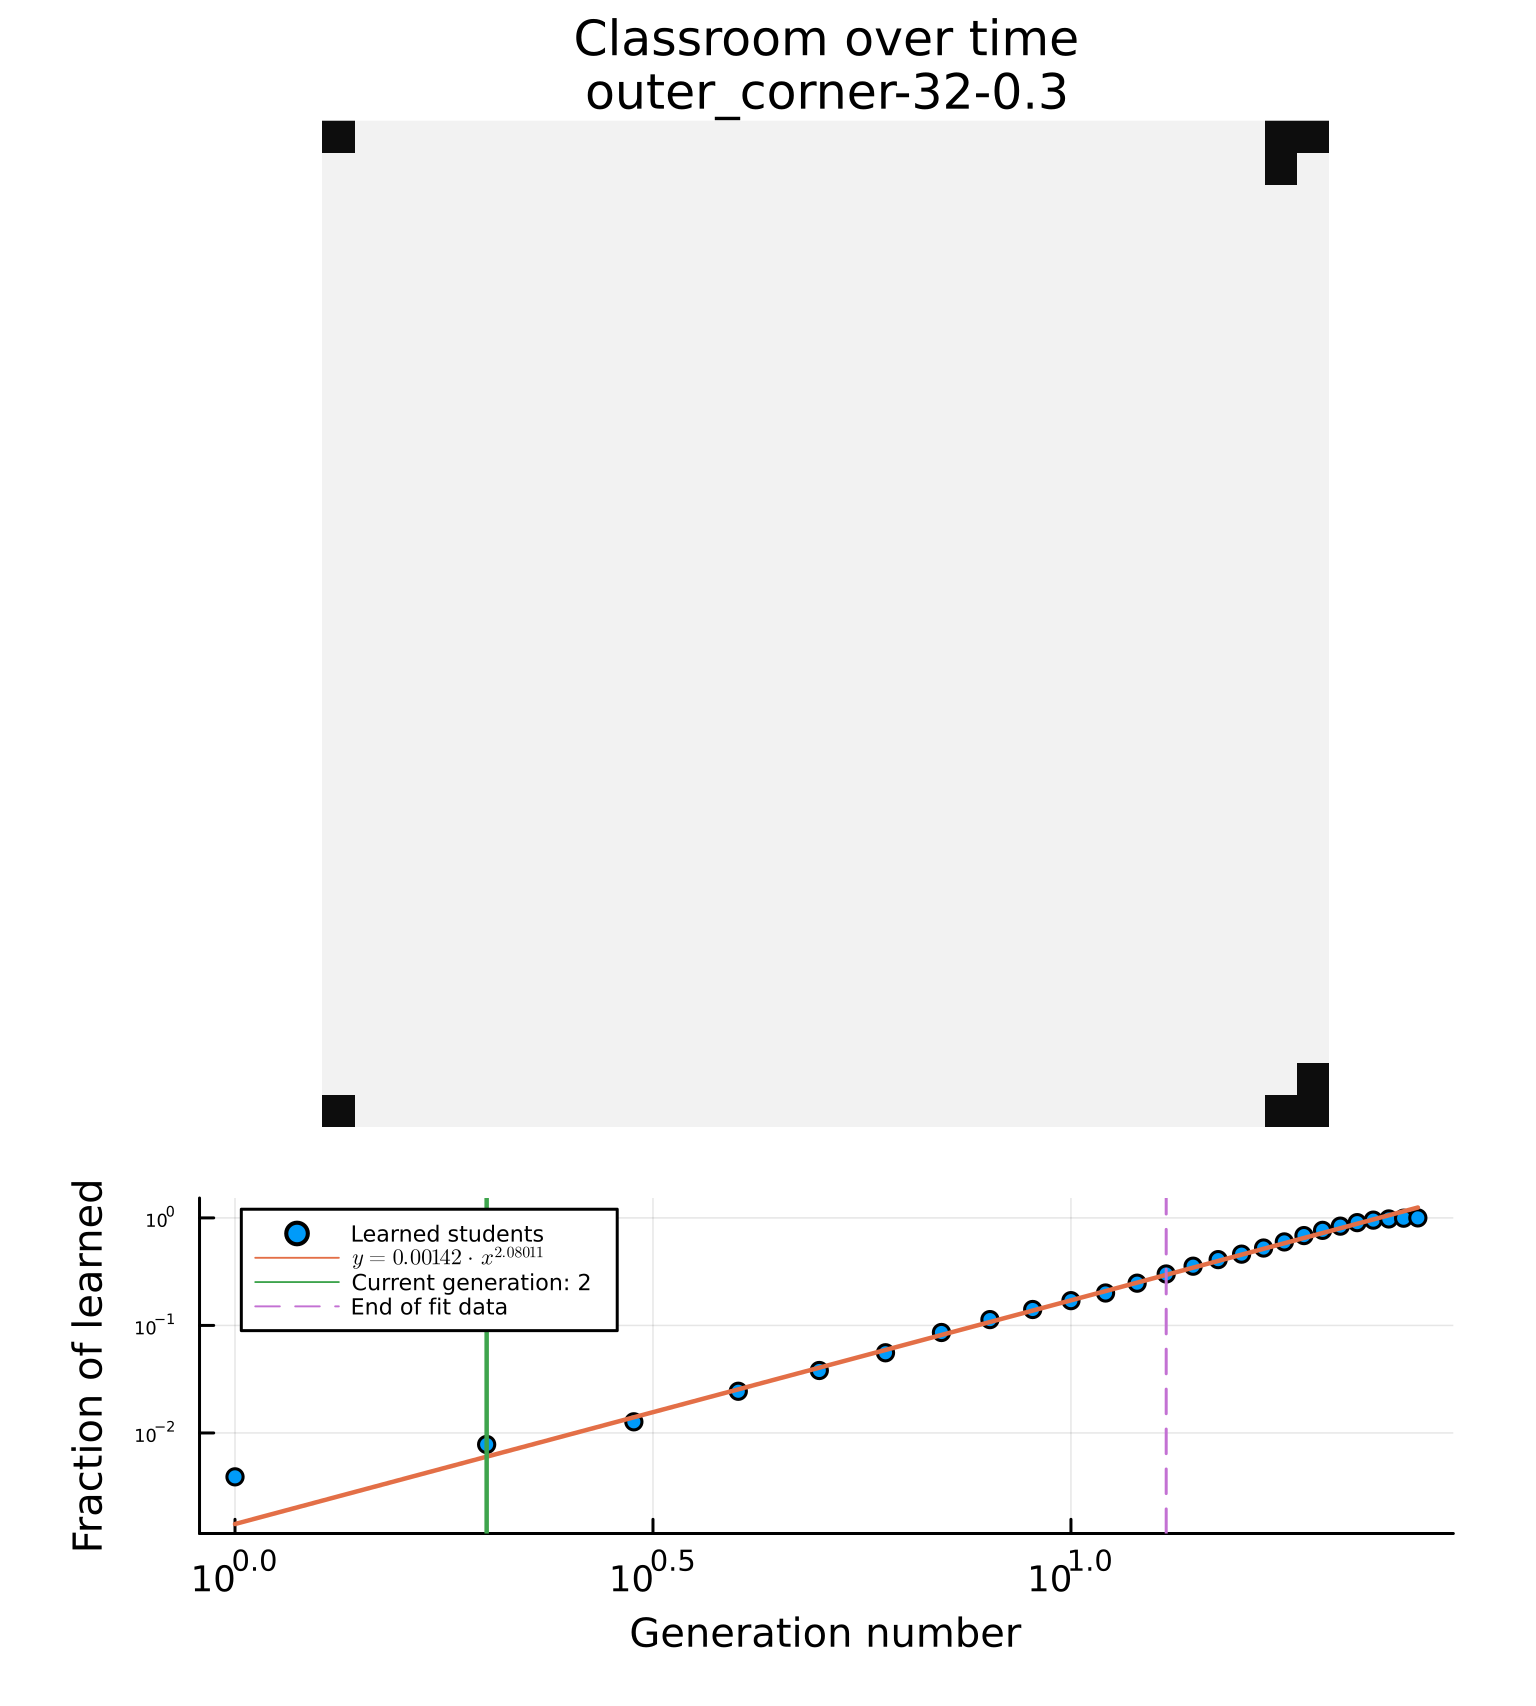 Classroom over time
outer_corner-32-0.3
Fraction of learned
10^0
10^−1
10^−2
Learned students
y = 0.00142 · x^2.08011
Current generation: 2
End of fit data
10^0.0
10^0.5
10^1.0
Generation number